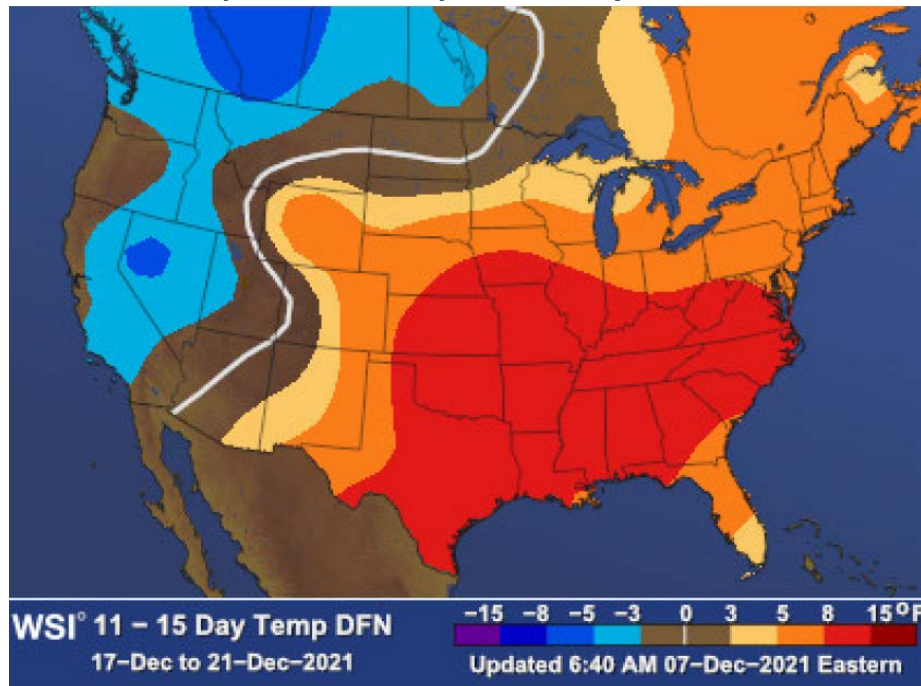 WSI° 11 – 15 Day Temp DFN
17-Dec to 21-Dec-2021
−15 −8 −5 −3 0 3 5 8 15°F
Updated 6:40 AM 07-Dec-2021 Eastern